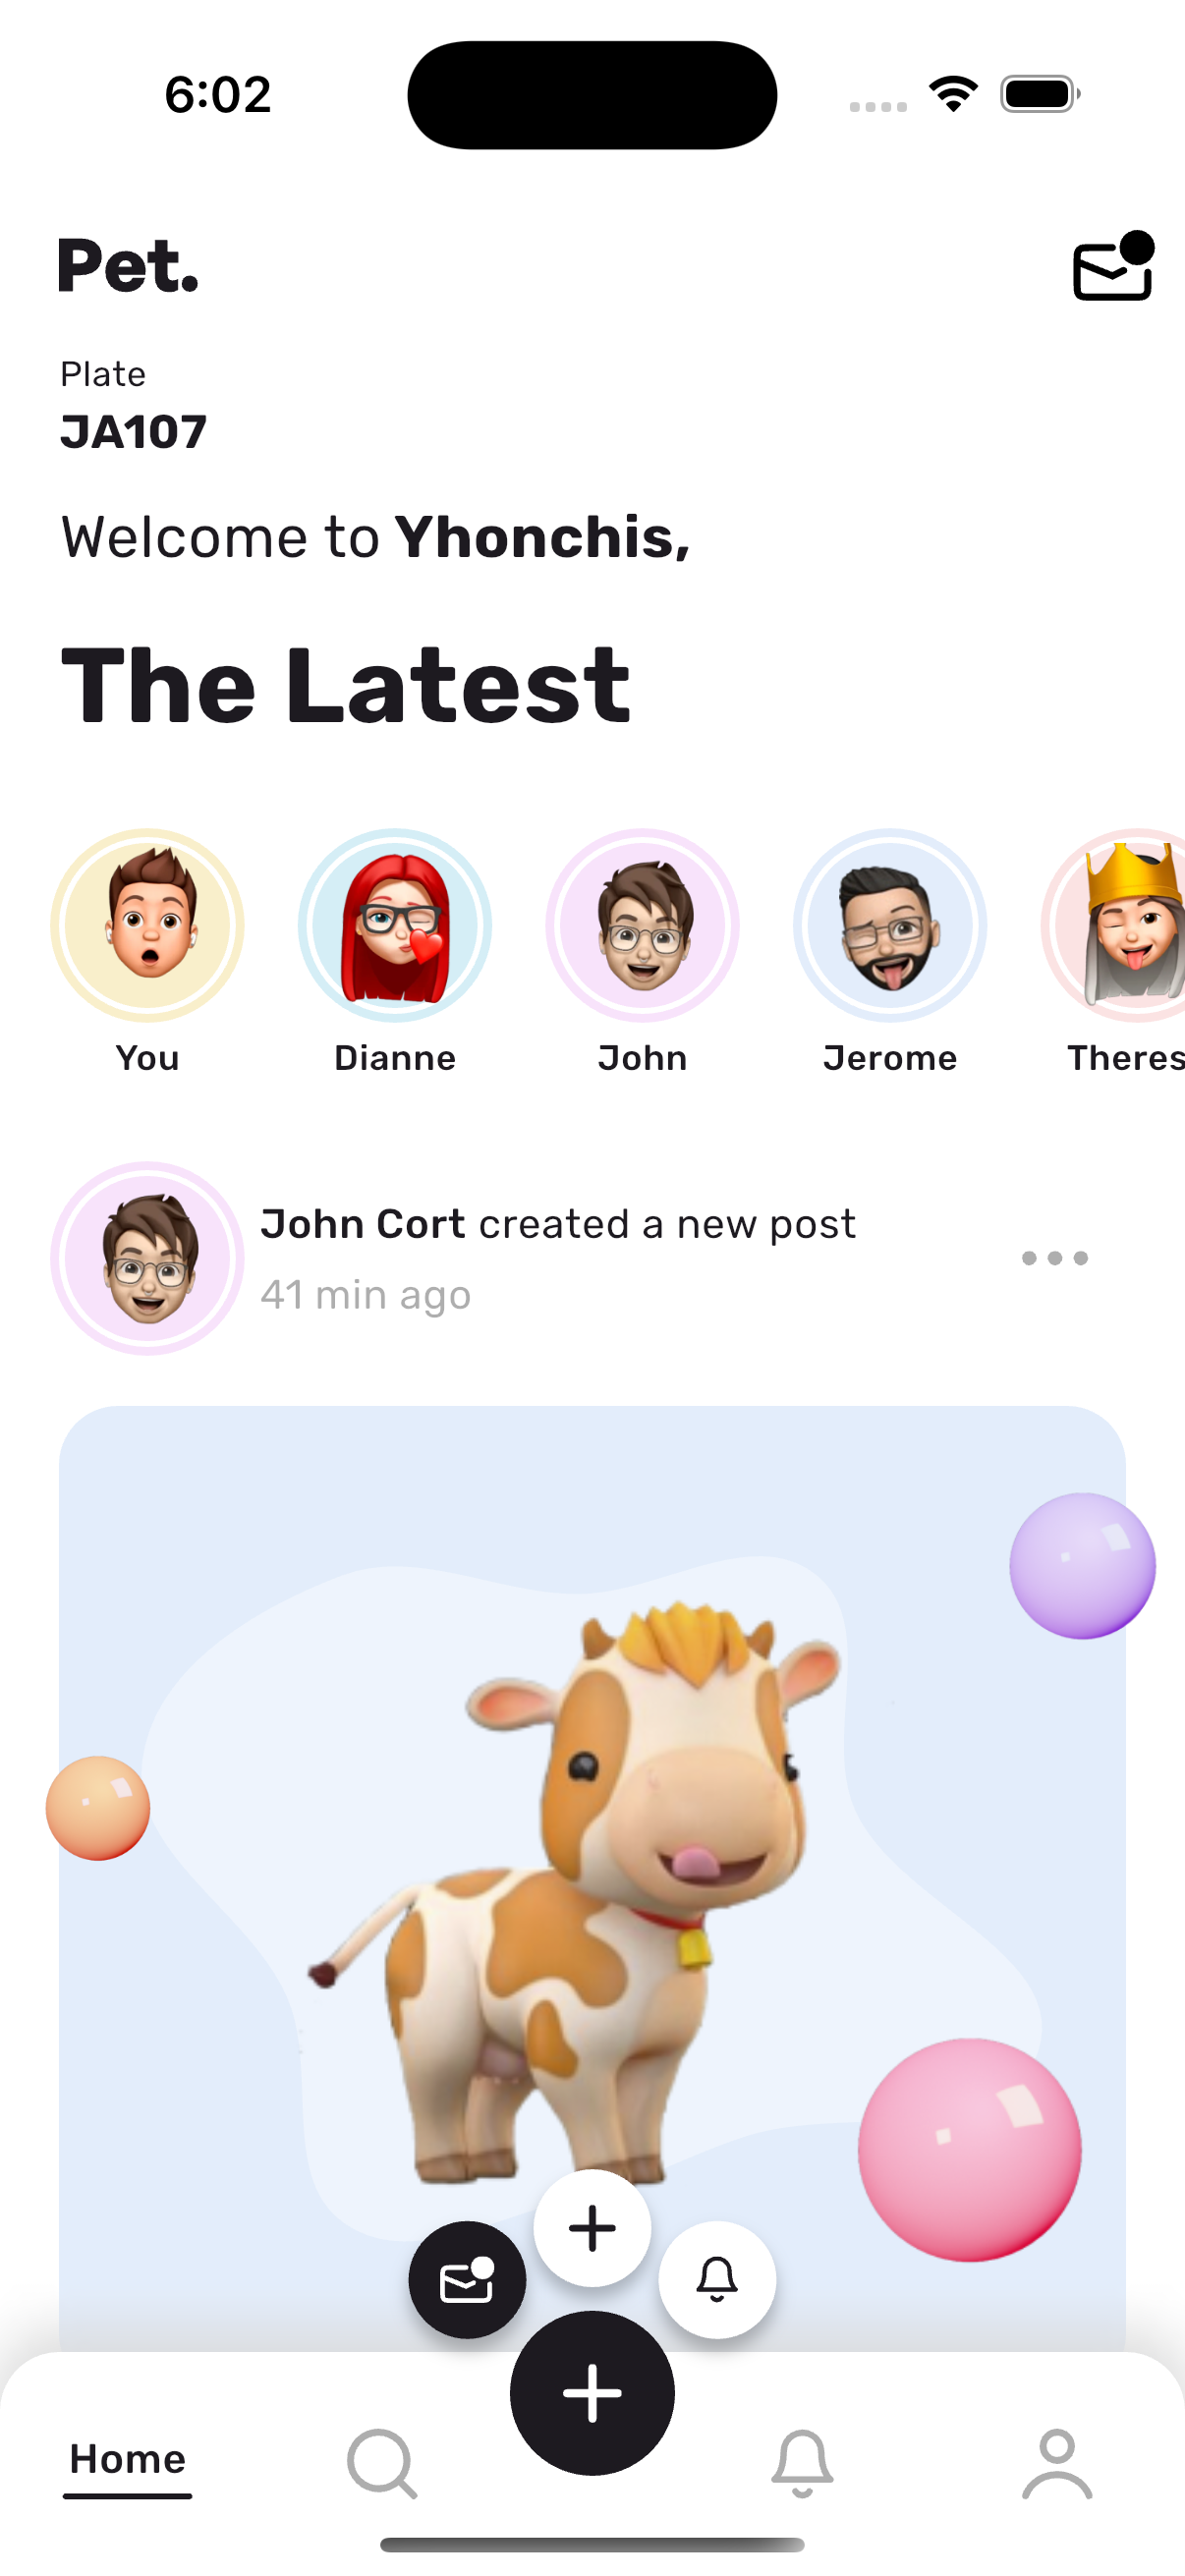 6:02
Pet.
Plate
JA107
Welcome to Yhonchis,
The Latest
You
Dianne
John
Jerome
Theres
John Cort created a new post
41 min ago
Home